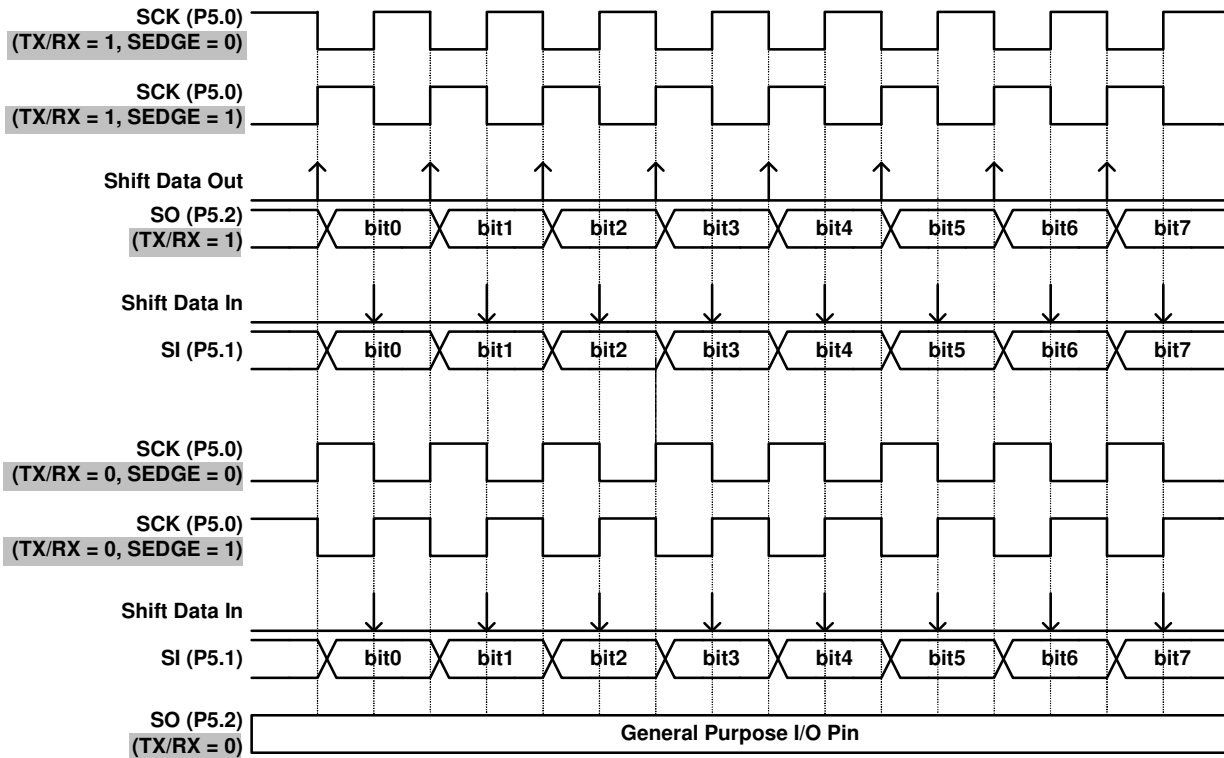 SCK (P5.0)
(TX/RX = 1, SEDGE = 0)
SCK (P5.0)
(TX/RX = 1, SEDGE = 1)
Shift Data Out
SO (P5.2)
(TX/RX = 1)
bit0 bit1 bit2 bit3 bit4 bit5 bit6 bit7
Shift Data In
SI (P5.1)
bit0 bit1 bit2 bit3 bit4 bit5 bit6 bit7
SCK (P5.0)
(TX/RX = 0, SEDGE = 0)
SCK (P5.0)
(TX/RX = 0, SEDGE = 1)
Shift Data In
SI (P5.1)
bit0 bit1 bit2 bit3 bit4 bit5 bit6 bit7
SO (P5.2)
(TX/RX = 0)
General Purpose I/O Pin